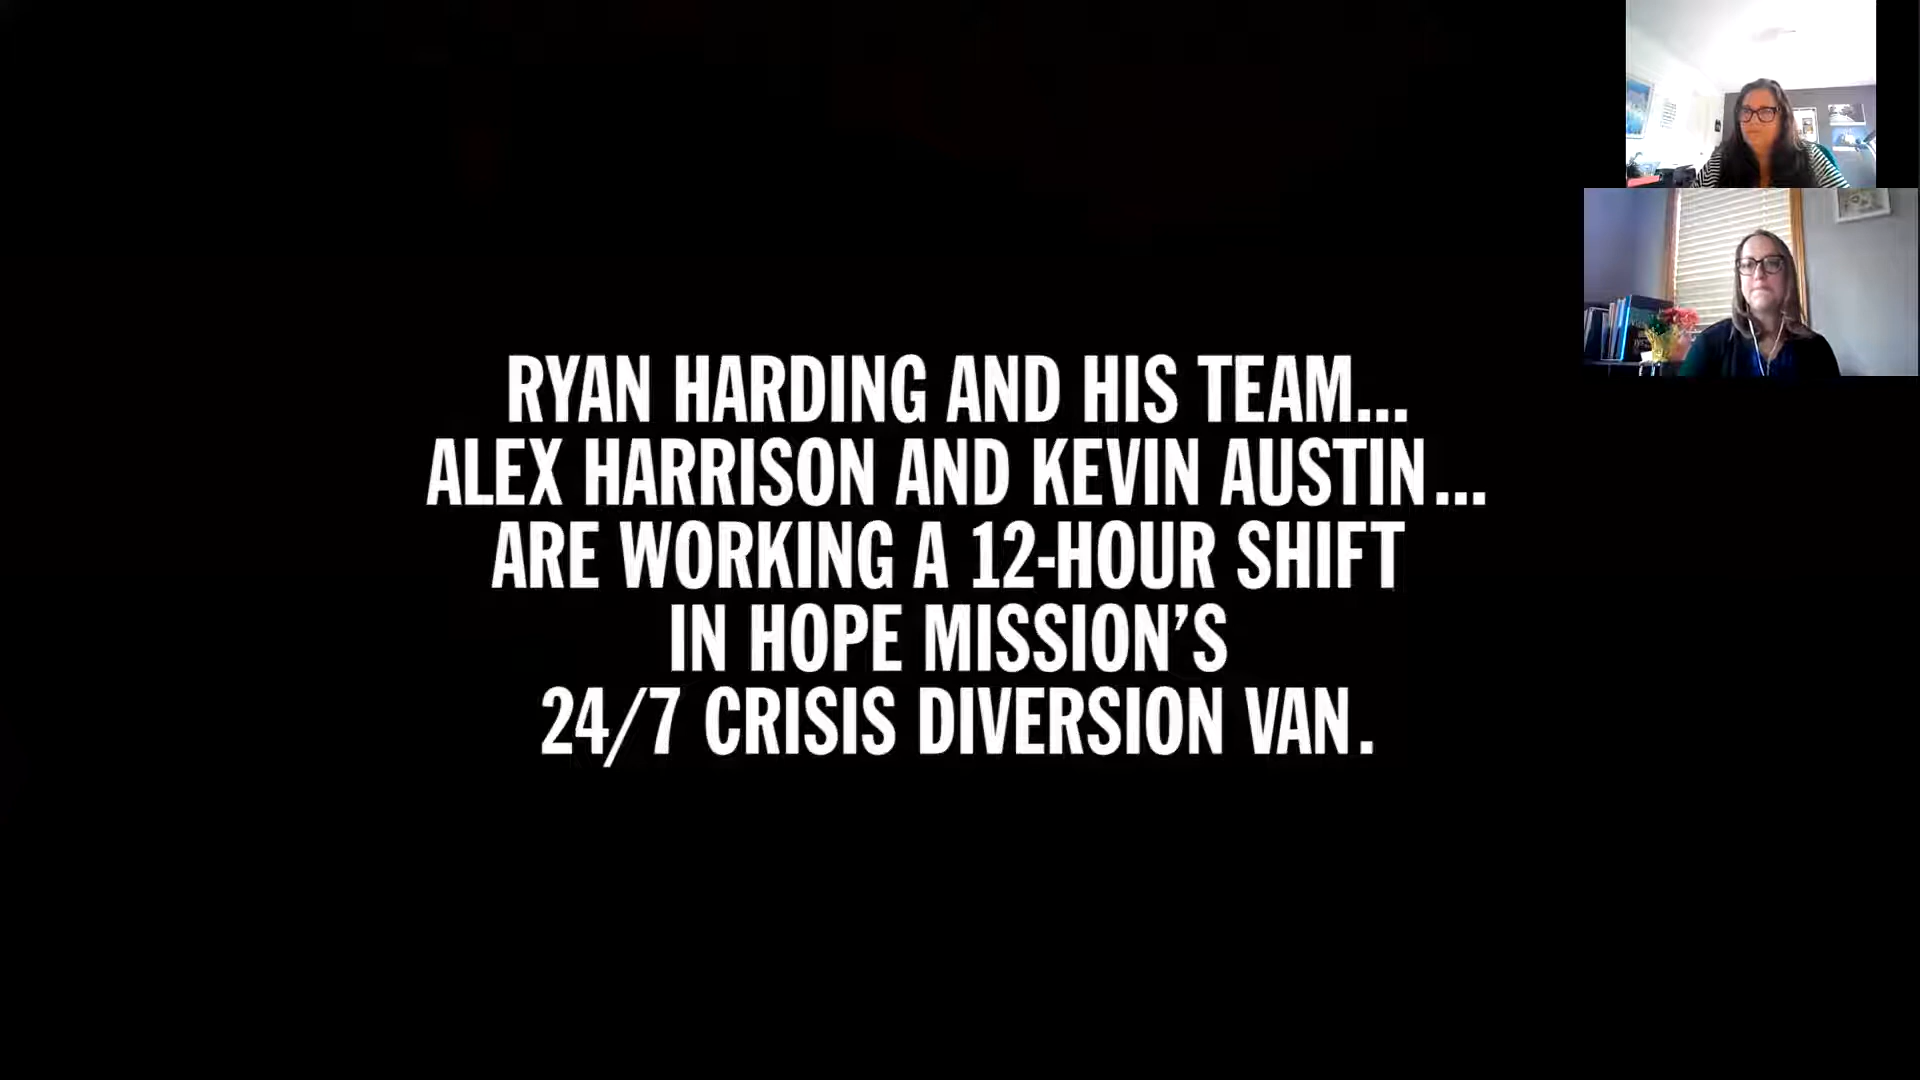 RYAN HARDING AND HIS TEAM...
ALEX HARRISON AND KEVIN AUSTIN...
ARE WORKING A 12-HOUR SHIFT
IN HOPE MISSION’S
24/7 CRISIS DIVERSION VAN.